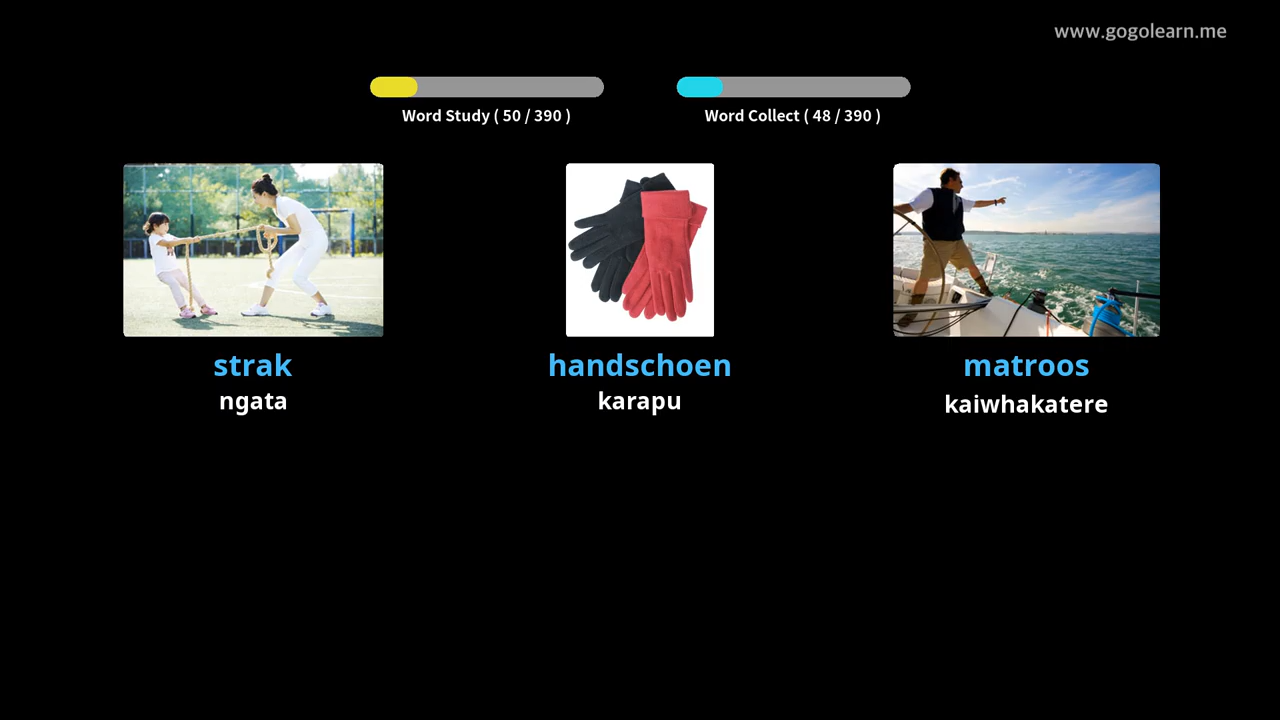 www.gogolearn.me
Word Study ( 50 / 390 )
Word Collect ( 48 / 390 )
strak
ngata
handschoen
karapu
matroos
kaiwhakatere